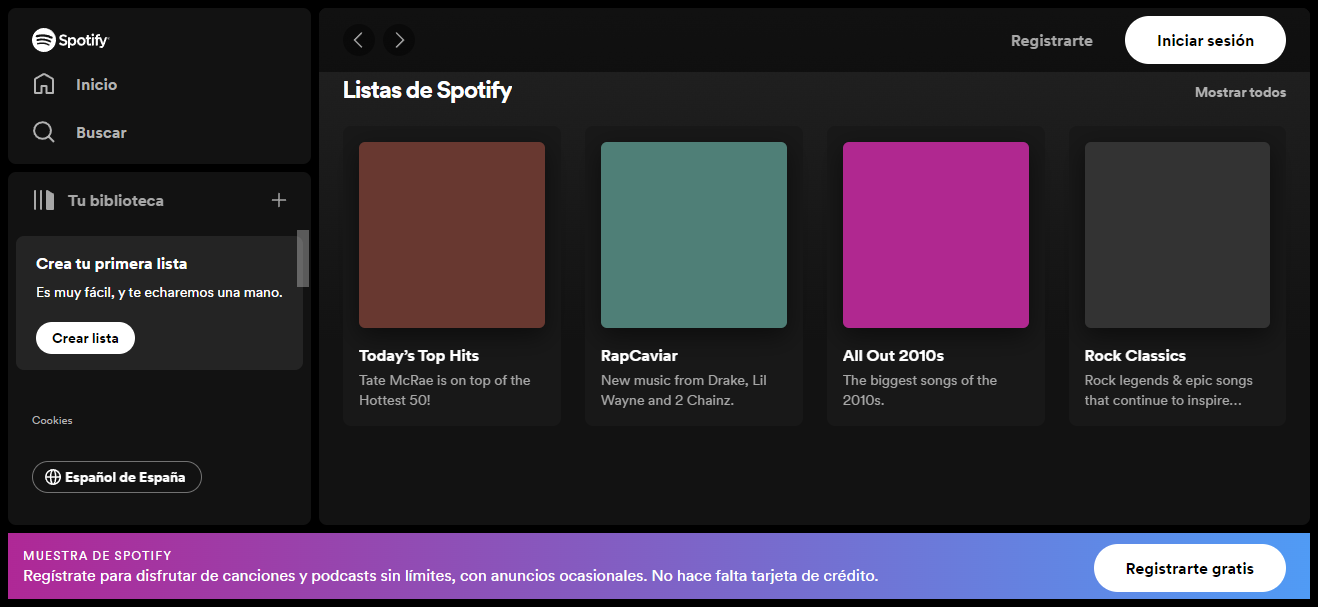 Spotify
Inicio
Buscar
Tu biblioteca
Crea tu primera lista
Es muy fácil, y te echaremos una mano.
Crear lista
Cookies
Español de España
Registrarte
Iniciar sesión
Listas de Spotify
Mostrar todos
Today’s Top Hits
Tate McRae is on top of the
Hottest 50!
RapCaviar
New music from Drake, Lil
Wayne and 2 Chainz.
All Out 2010s
The biggest songs of the
2010s.
Rock Classics
Rock legends & epic songs
that continue to inspire…
MUESTRA DE SPOTIFY
Regístrate para disfrutar de canciones y podcasts sin límites, con anuncios ocasionales. No hace falta tarjeta de crédito.
Registrarte gratis